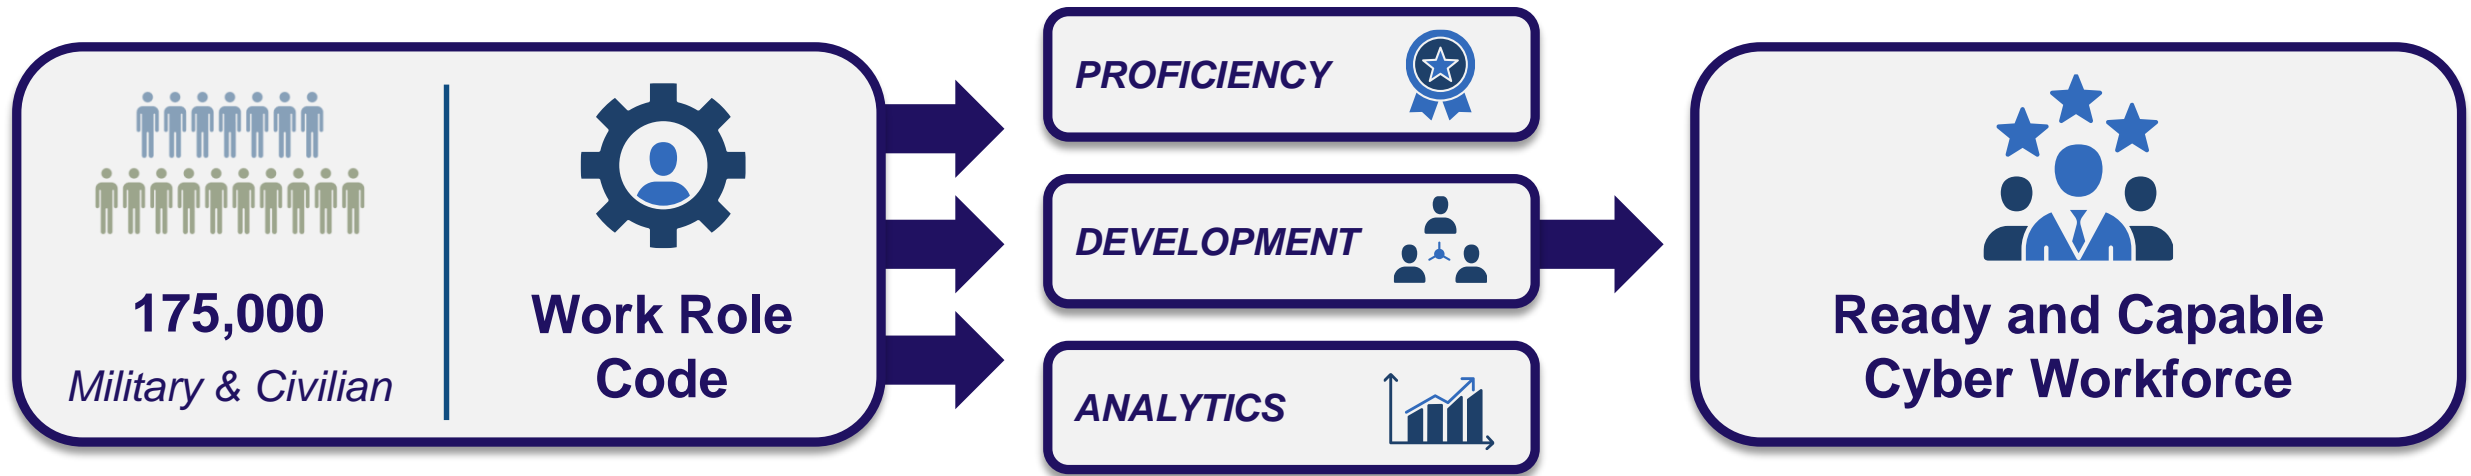 175,000
Military & Civilian
Work Role
Code
PROFICIENCY
DEVELOPMENT
ANALYTICS
Ready and Capable
Cyber Workforce